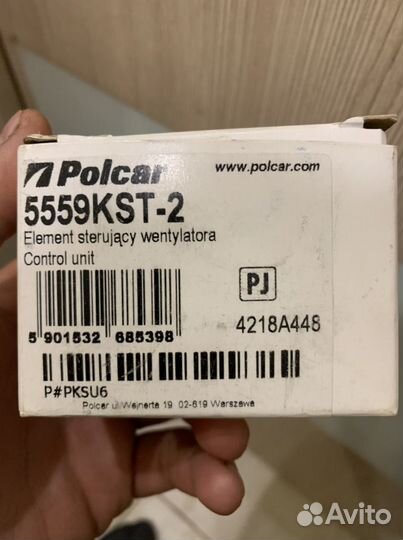 Polcar
www.polcar.com
5559KST-2
Element sterujący wentylatora
Control unit
PJ
5 901532 685398
4218A448
P#PKSU6
Polcar ul.Wejnerta 19 02-619 Warszawa
Avito